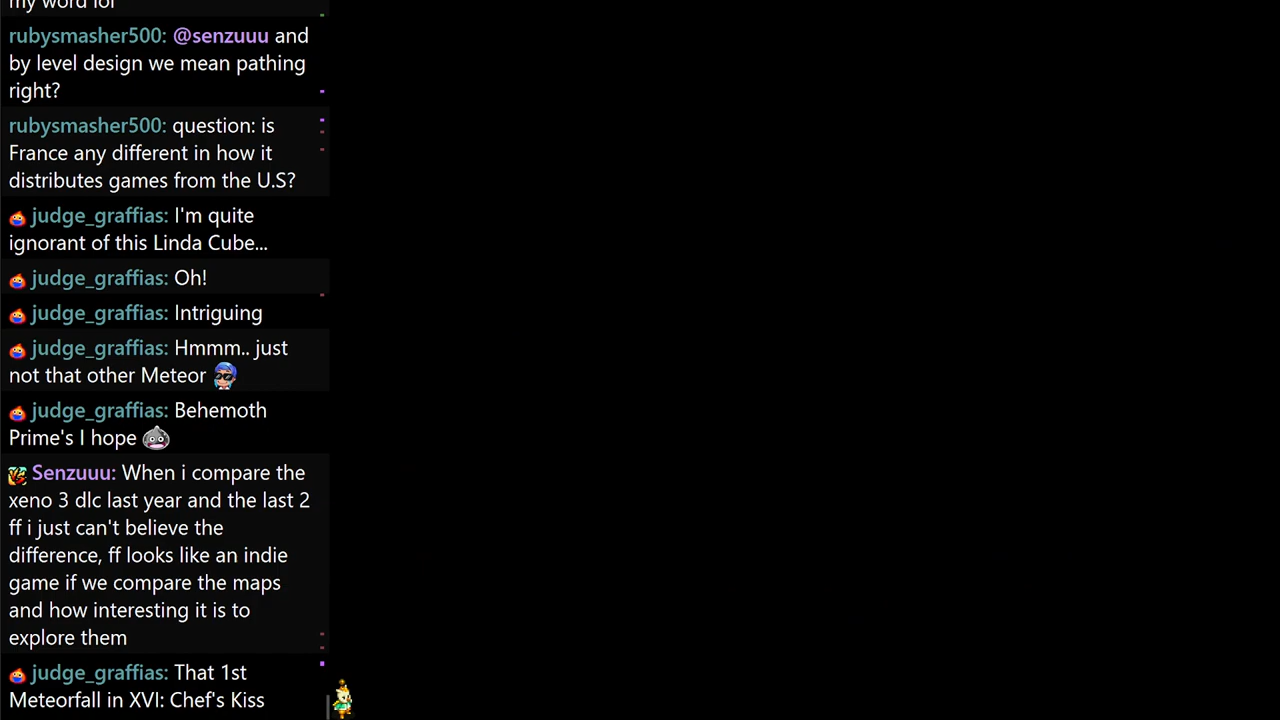 my word lol
rubysmasher500: @senzuuu and
by level design we mean pathing
right?
rubysmasher500: question: is
France any different in how it
distributes games from the U.S?
judge_graffias: I'm quite
ignorant of this Linda Cube...
judge_graffias: Oh!
judge_graffias: Intriguing
judge_graffias: Hmmm.. just
not that other Meteor
judge_graffias: Behemoth
Prime's I hope
Senzuuu: When i compare the
xeno 3 dlc last year and the last 2
ff i just can't believe the
difference, ff looks like an indie
game if we compare the maps
and how interesting it is to
explore them
judge_graffias: That 1st
Meteorfall in XVI: Chef's Kiss